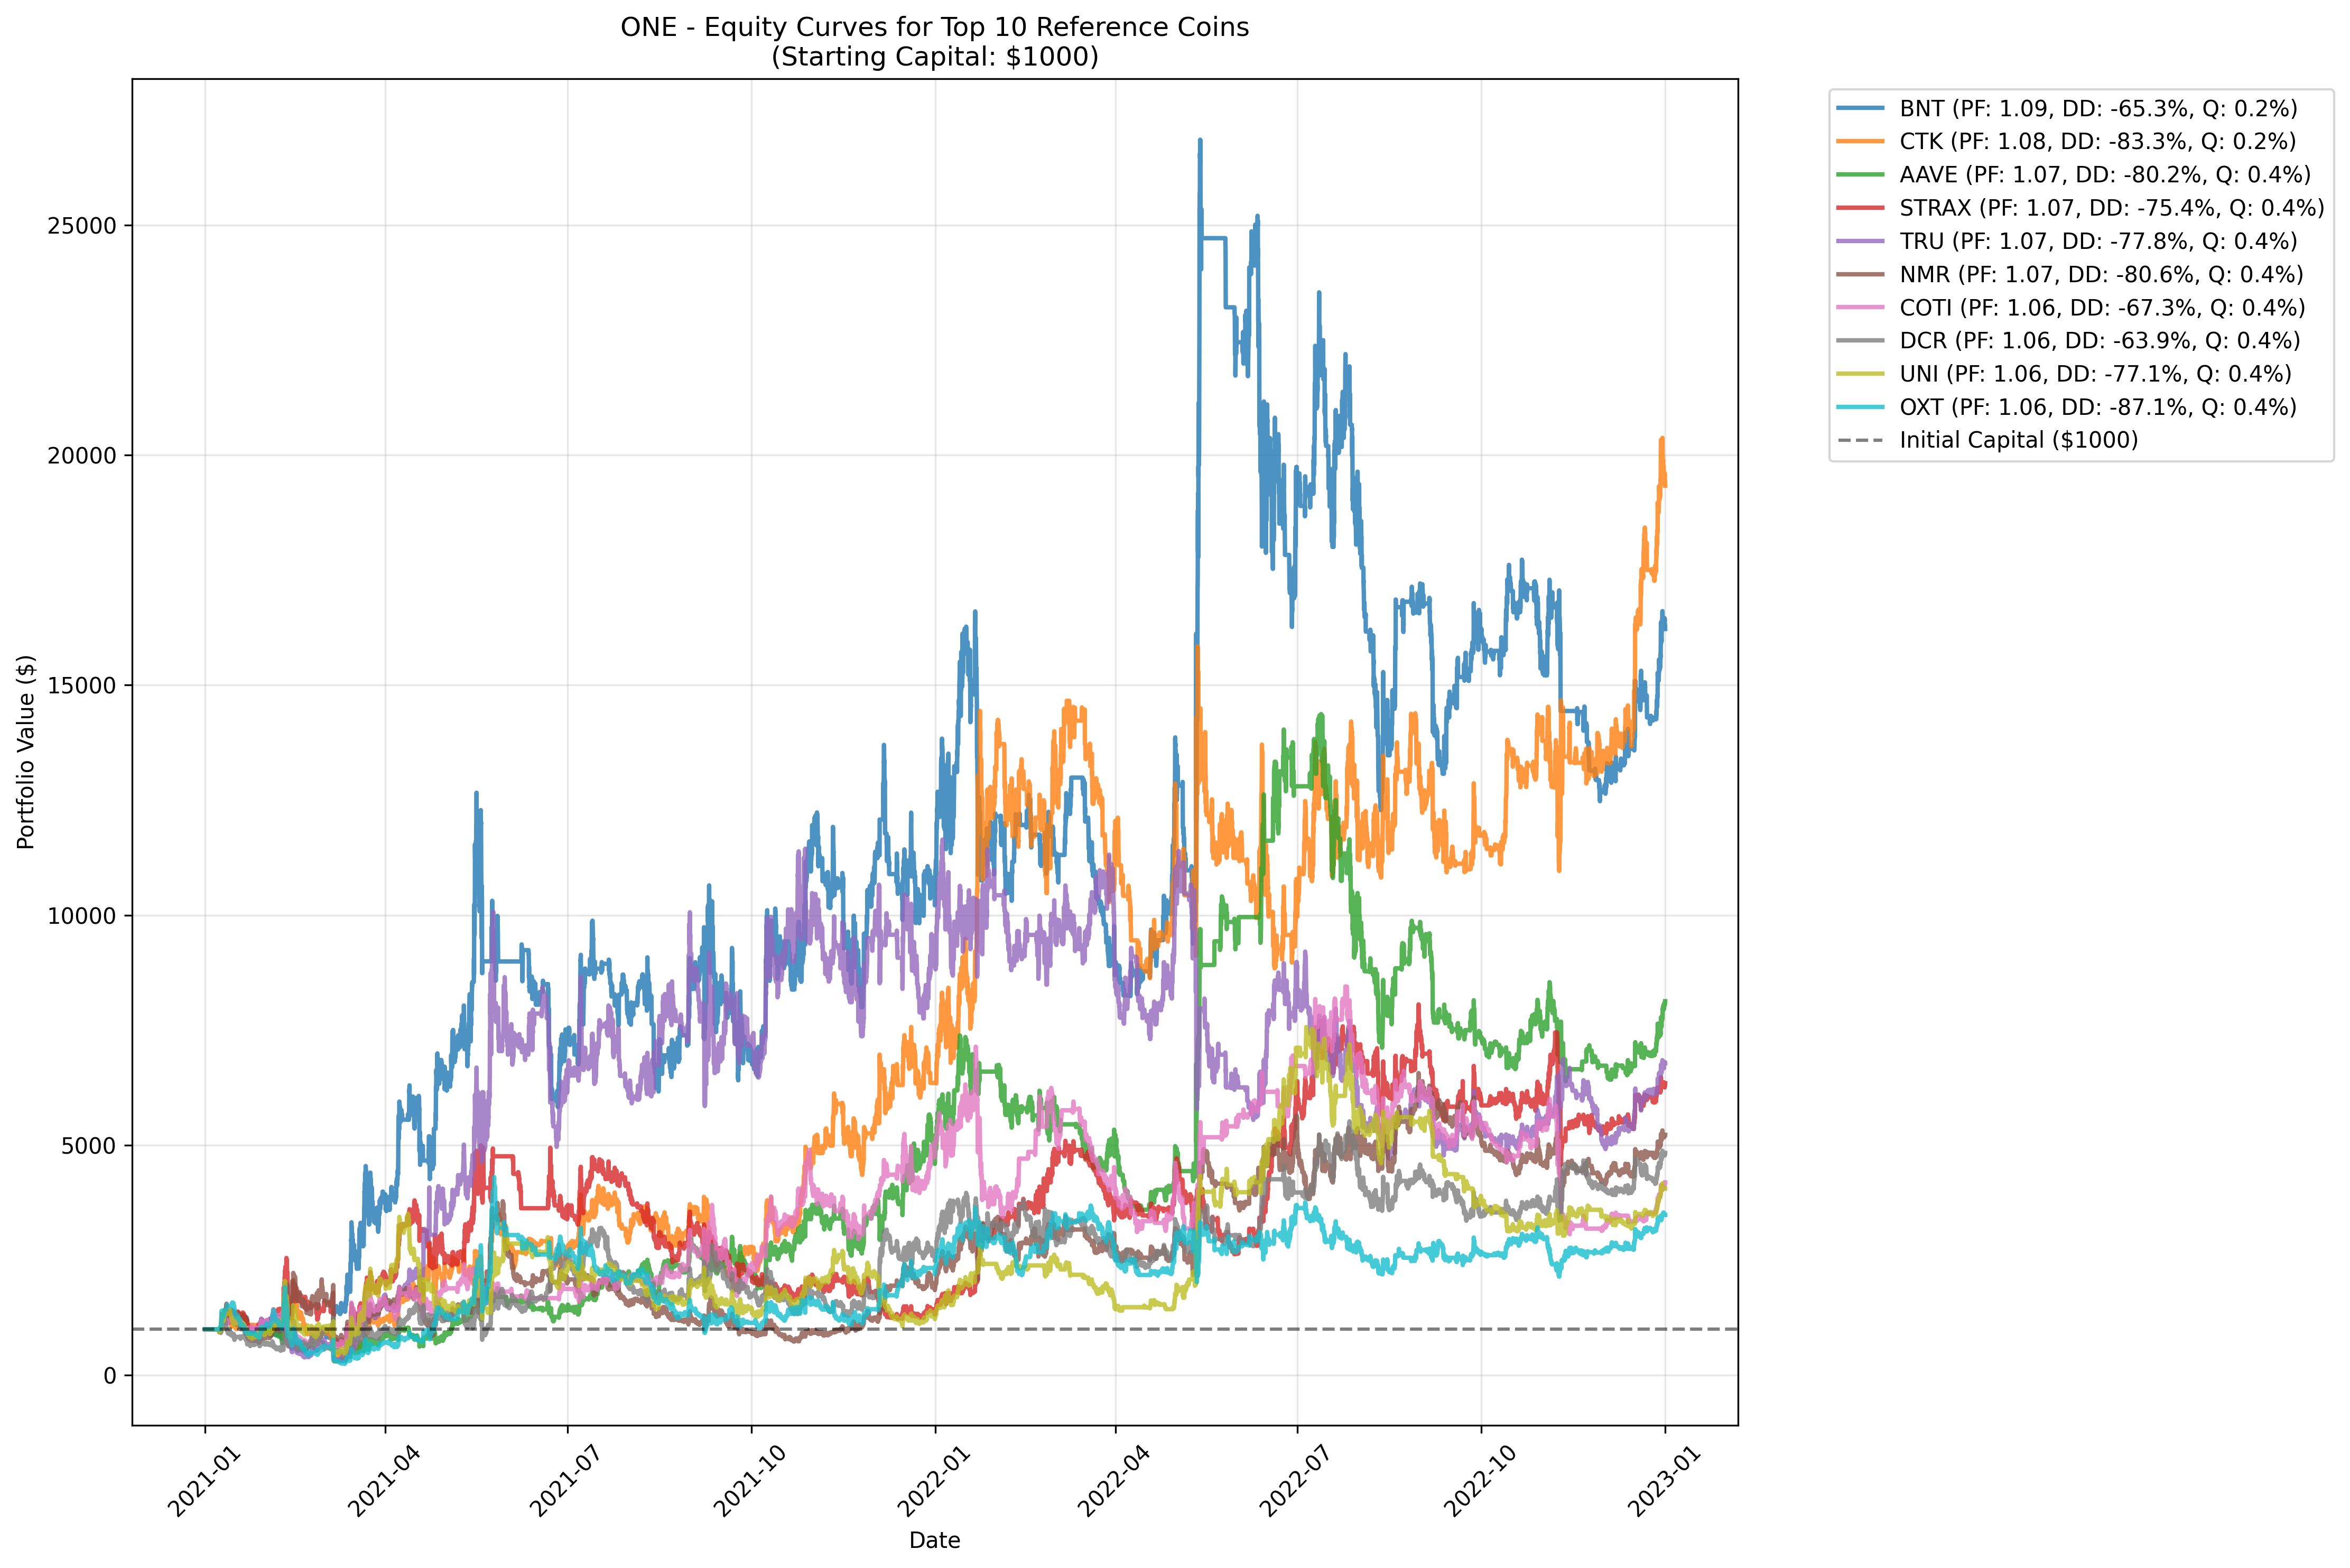 ONE - Equity Curves for Top 10 Reference Coins
(Starting Capital: $1000)
BNT (PF: 1.09, DD: -65.3%, Q: 0.2%)
CTK (PF: 1.08, DD: -83.3%, Q: 0.2%)
AAVE (PF: 1.07, DD: -80.2%, Q: 0.4%)
STRAX (PF: 1.07, DD: -75.4%, Q: 0.4%)
TRU (PF: 1.07, DD: -77.8%, Q: 0.4%)
NMR (PF: 1.07, DD: -80.6%, Q: 0.4%)
COTI (PF: 1.06, DD: -67.3%, Q: 0.4%)
DCR (PF: 1.06, DD: -63.9%, Q: 0.4%)
UNI (PF: 1.06, DD: -77.1%, Q: 0.4%)
OXT (PF: 1.06, DD: -87.1%, Q: 0.4%)
Initial Capital ($1000)
Portfolio Value ($)
25000
20000
15000
10000
5000
0
2021-01
2021-04
2021-07
2021-10
2022-01
2022-04
2022-07
2022-10
2023-01
Date